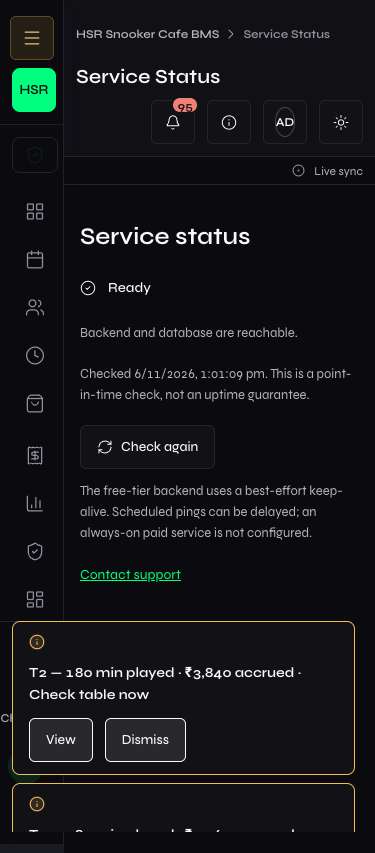 HSR Snooker Cafe BMS > Service Status
HSR
Service Status
95
AD
Live sync
Service status
Ready
Backend and database are reachable.
Checked 6/11/2026, 1:01:09 pm. This is a point-
in-time check, not an uptime guarantee.
Check again
The free-tier backend uses a best-effort keep-
alive. Scheduled pings can be delayed; an
always-on paid service is not configured.
Contact support
T2 — 180 min played · ₹3,840 accrued ·
Check table now
View
Dismiss